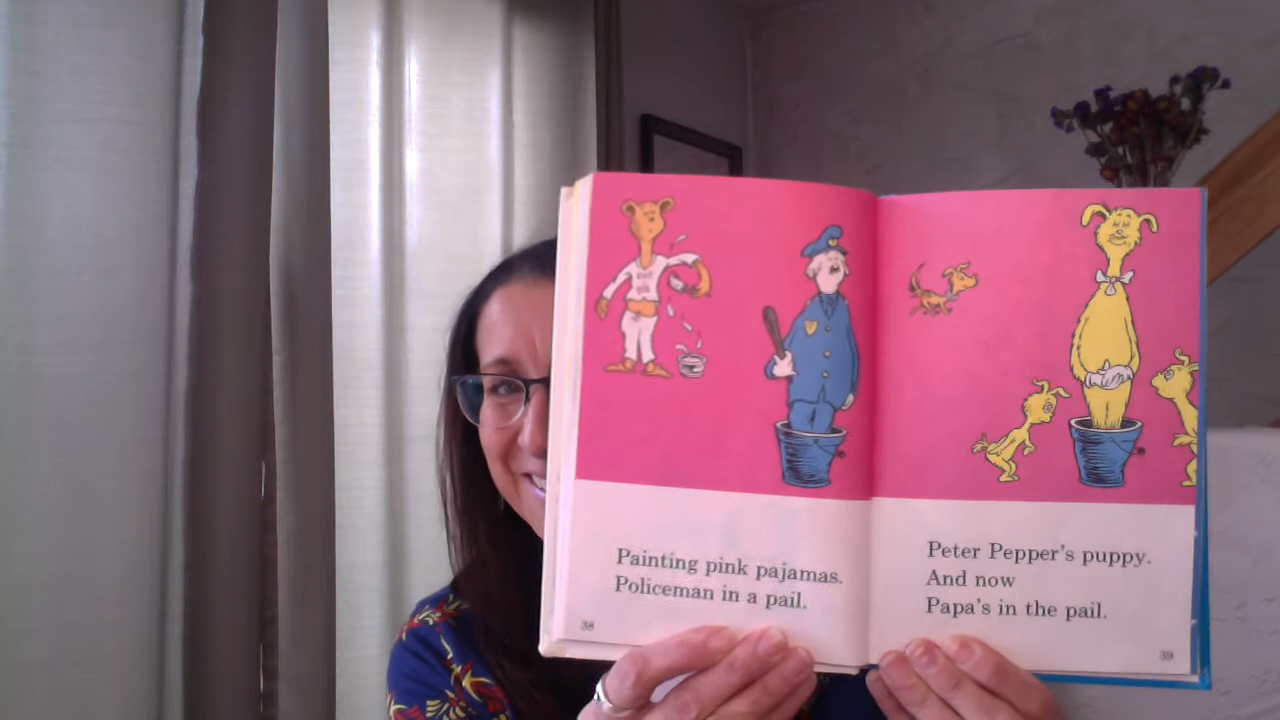 Painting pink pajamas.
Policeman in a pail.
38
Peter Pepper's puppy.
And now
Papa's in the pail.
39